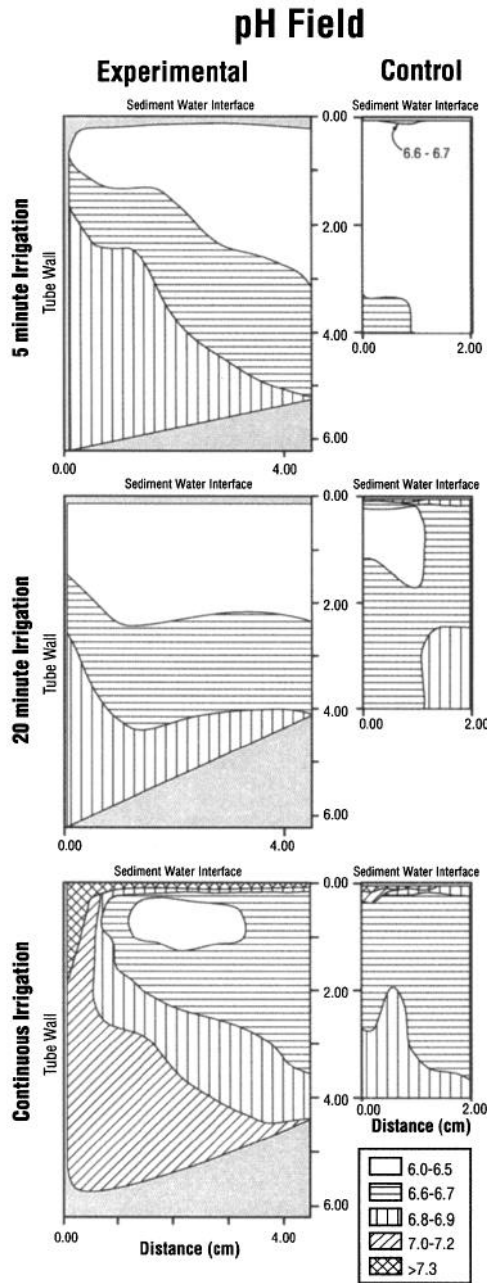 pH Field
Experimental
Control
Sediment Water Interface
Sediment Water Interface
5 minute Irrigation
Tube Wall
0.00
2.00
4.00
6.00
0.00
4.00
6.6 - 6.7
0.00
2.00
20 minute Irrigation
Tube Wall
Sediment Water Interface
Sediment Water Interface
0.00
2.00
4.00
6.00
0.00
4.00
0.00
2.00
Continuous Irrigation
Tube Wall
Sediment Water Interface
Sediment Water Interface
0.00
2.00
4.00
6.00
0.00
4.00
Distance (cm)
0.00
2.00
Distance (cm)
6.0-6.5
6.6-6.7
6.8-6.9
7.0-7.2
>7.3